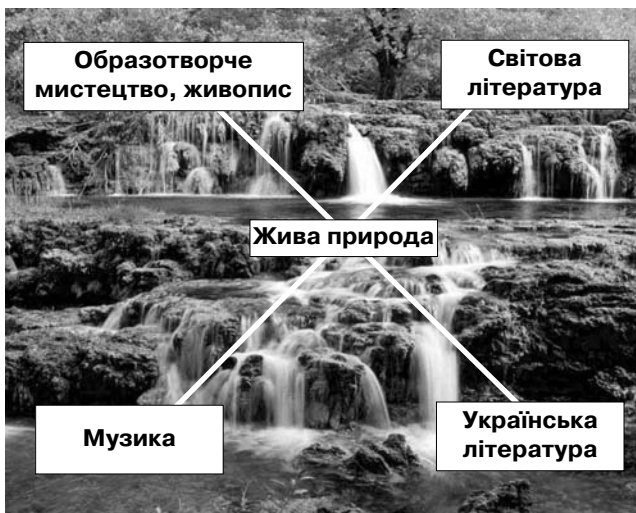 Образотворче
мистецтво, живопис
Світова
література
Жива природа
Музика
Українська
література